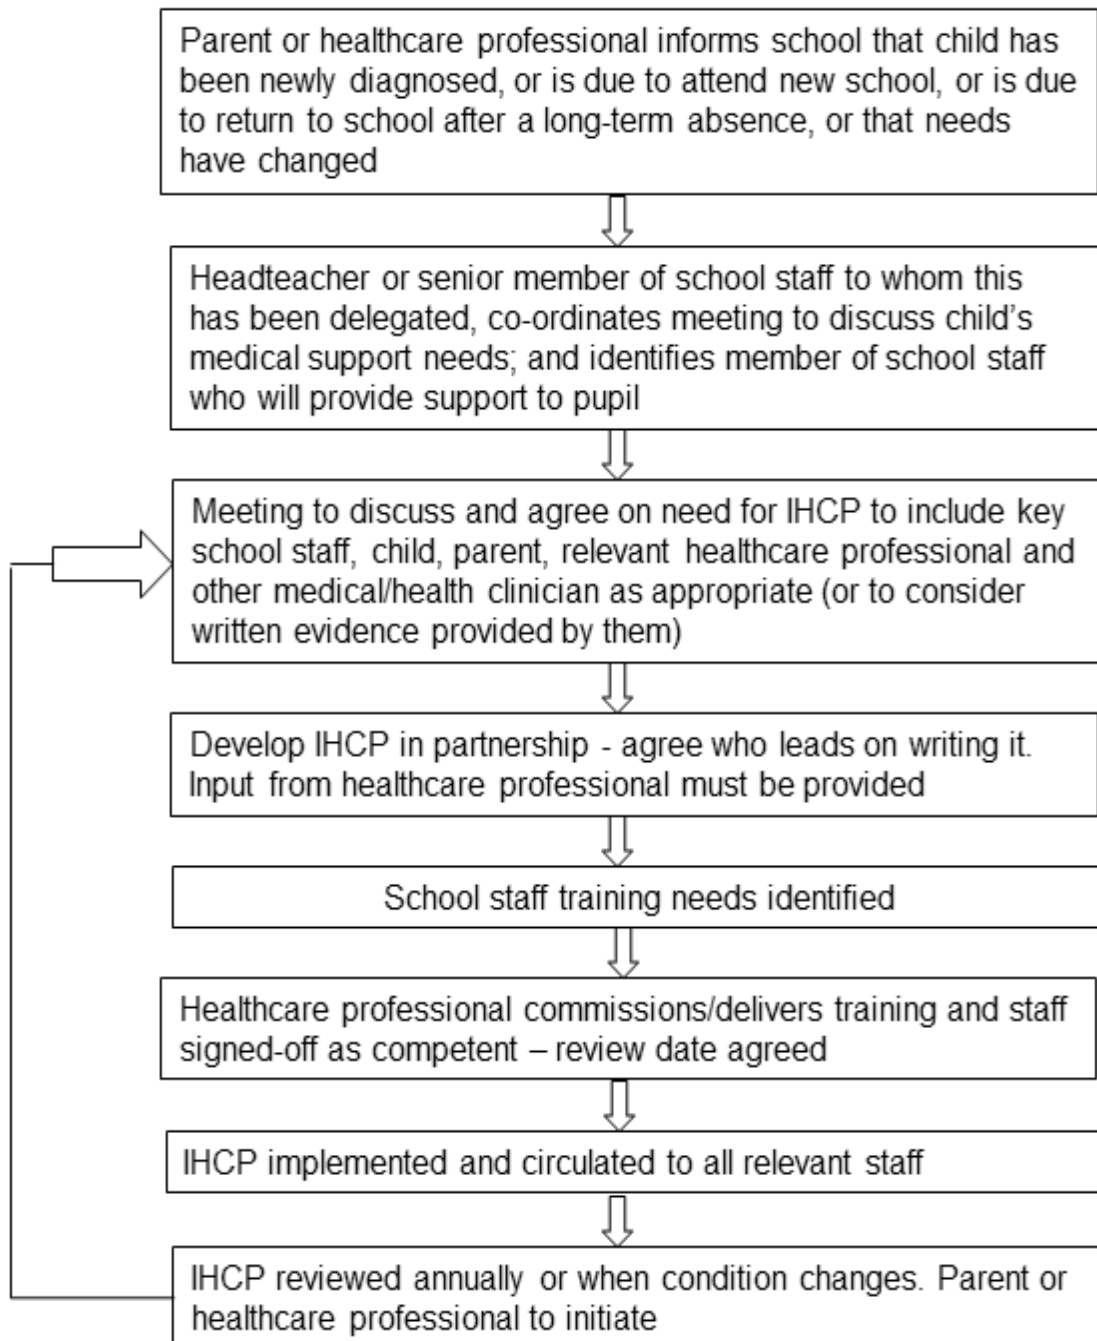 Parent or healthcare professional informs school that child has
been newly diagnosed, or is due to attend new school, or is due
to return to school after a long-term absence, or that needs
have changed
Headteacher or senior member of school staff to whom this
has been delegated, co-ordinates meeting to discuss child’s
medical support needs; and identifies member of school staff
who will provide support to pupil
Meeting to discuss and agree on need for IHCP to include key
school staff, child, parent, relevant healthcare professional and
other medical/health clinician as appropriate (or to consider
written evidence provided by them)
Develop IHCP in partnership - agree who leads on writing it.
Input from healthcare professional must be provided
School staff training needs identified
Healthcare professional commissions/delivers training and staff
signed-off as competent – review date agreed
IHCP implemented and circulated to all relevant staff
IHCP reviewed annually or when condition changes. Parent or
healthcare professional to initiate